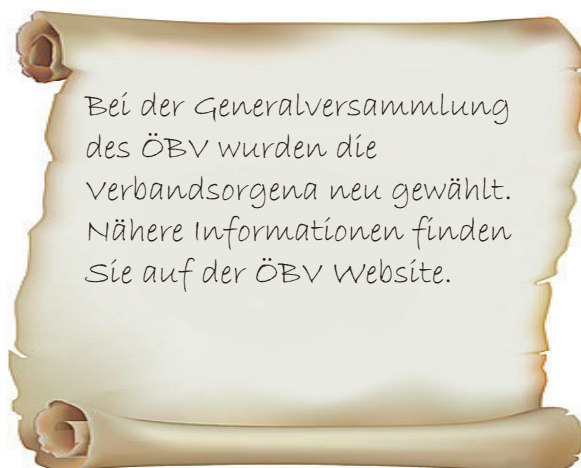 Bei der Generalversammlung
des ÖBV wurden die
Verbandsorgena neu gewählt.
Nähere Informationen finden
Sie auf der ÖBV Website.